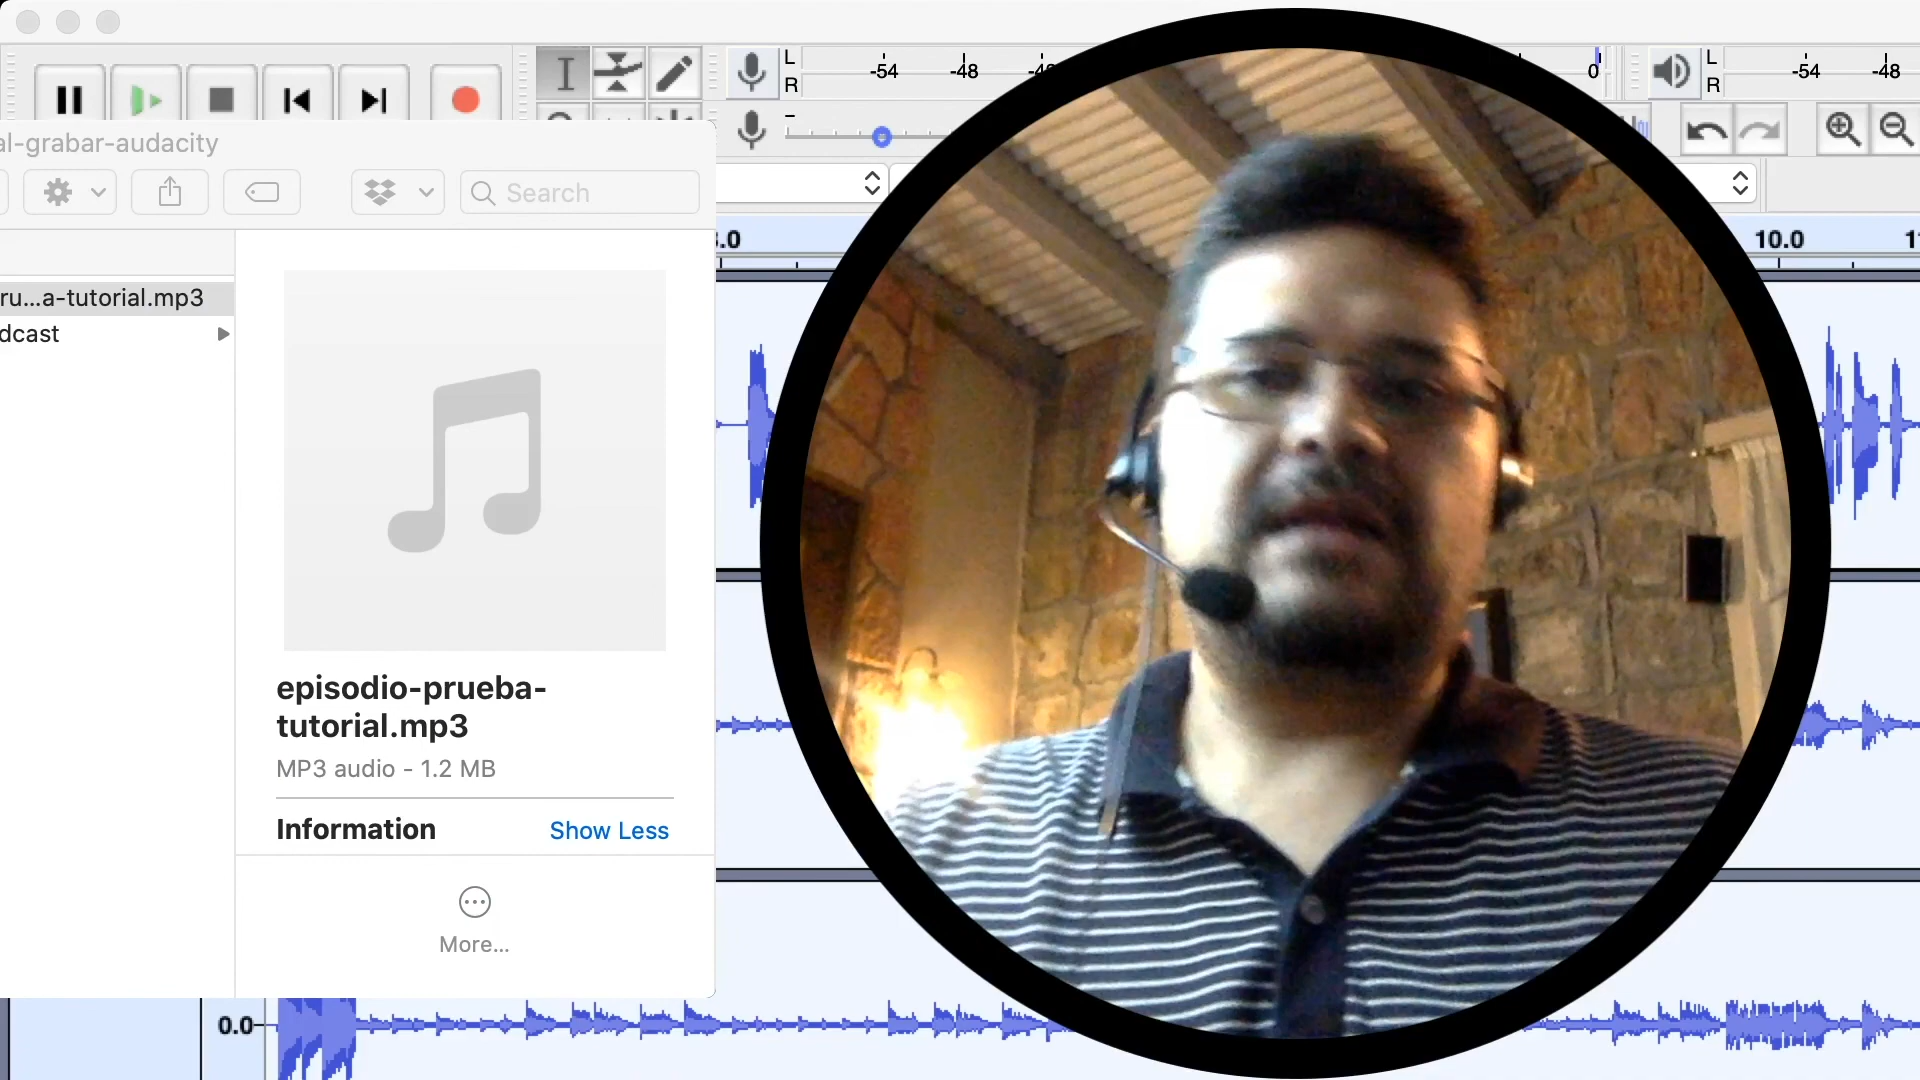 L
R
-54
-48
0
L
R
-54
-48
al-grabar-audacity
Search
3.0
10.0
ru...a-tutorial.mp3
dcast
episodio-prueba-
tutorial.mp3
MP3 audio - 1.2 MB
Information
Show Less
More...
0.0